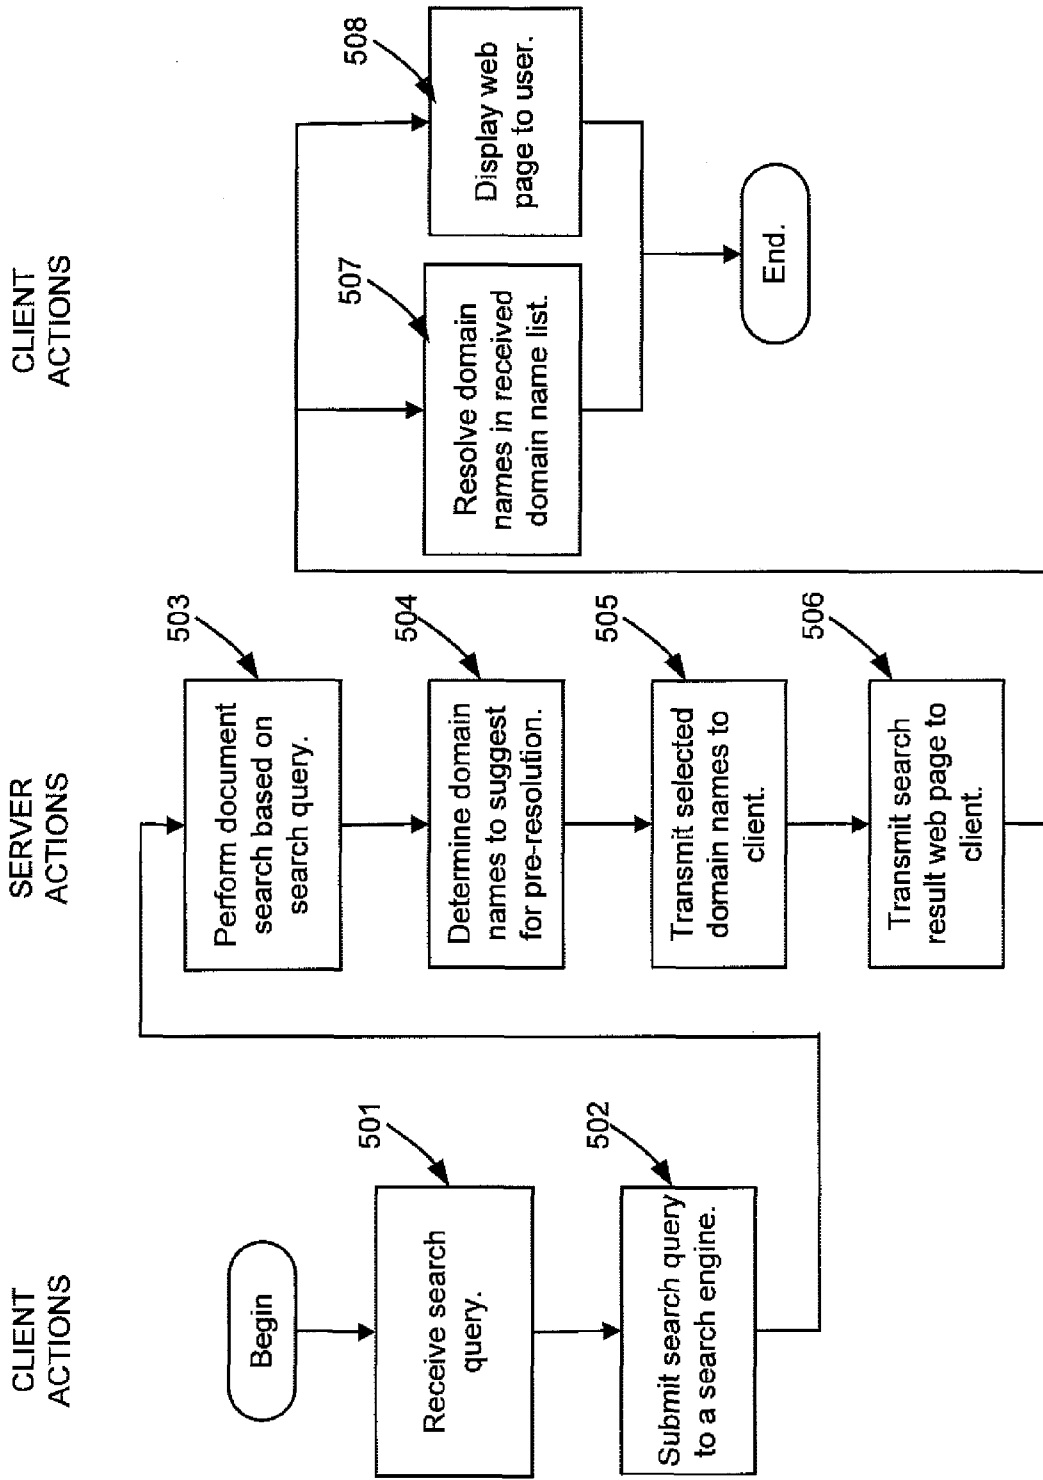 CLIENT
ACTIONS
Begin
501
Receive search
query.
502
Submit search query
to a search engine.
SERVER
ACTIONS
503
Perform document
search based on
search query.
504
Determine domain
names to suggest
for pre-resolution.
505
Transmit selected
domain names to
client.
506
Transmit search
result web page to
client.
CLIENT
ACTIONS
507
Resolve domain
names in received
domain name list.
508
Display web
page to user.
End.